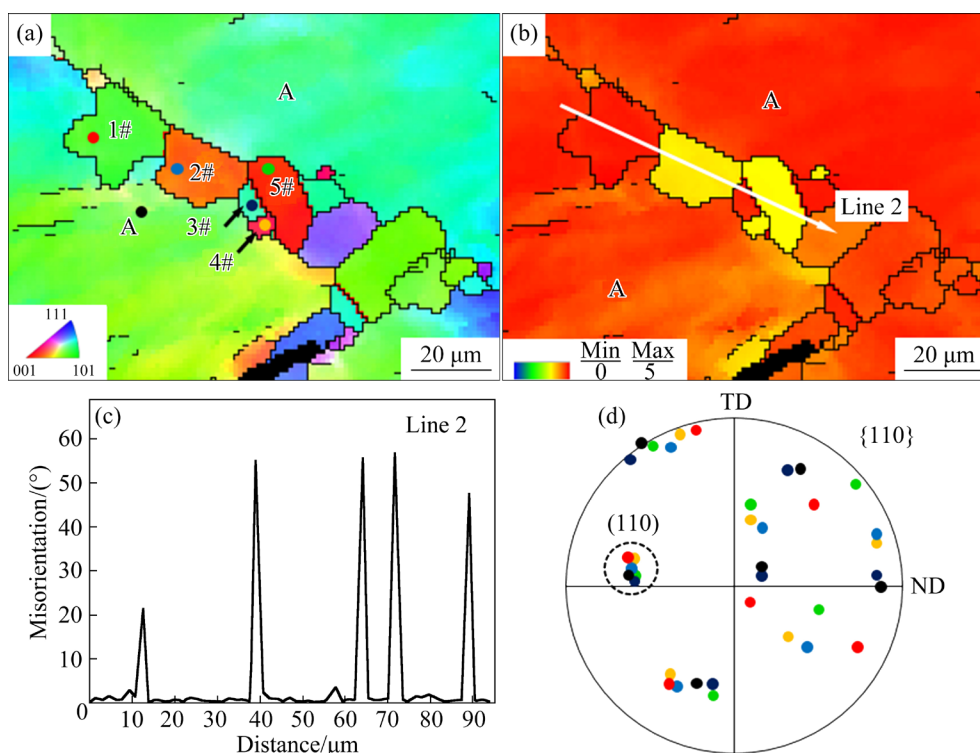 (a)
A
1#
2#
5#
3#
4#
A
111
001
101
20 μm
(b)
A
Line 2
A
Min Max
0 5
20 μm
(c)
Line 2
60
50
40
30
20
10
0
Misorientation/(°)
0 10 20 30 40 50 60 70 80 90
Distance/μm
(d)
TD
{110}
(110)
ND